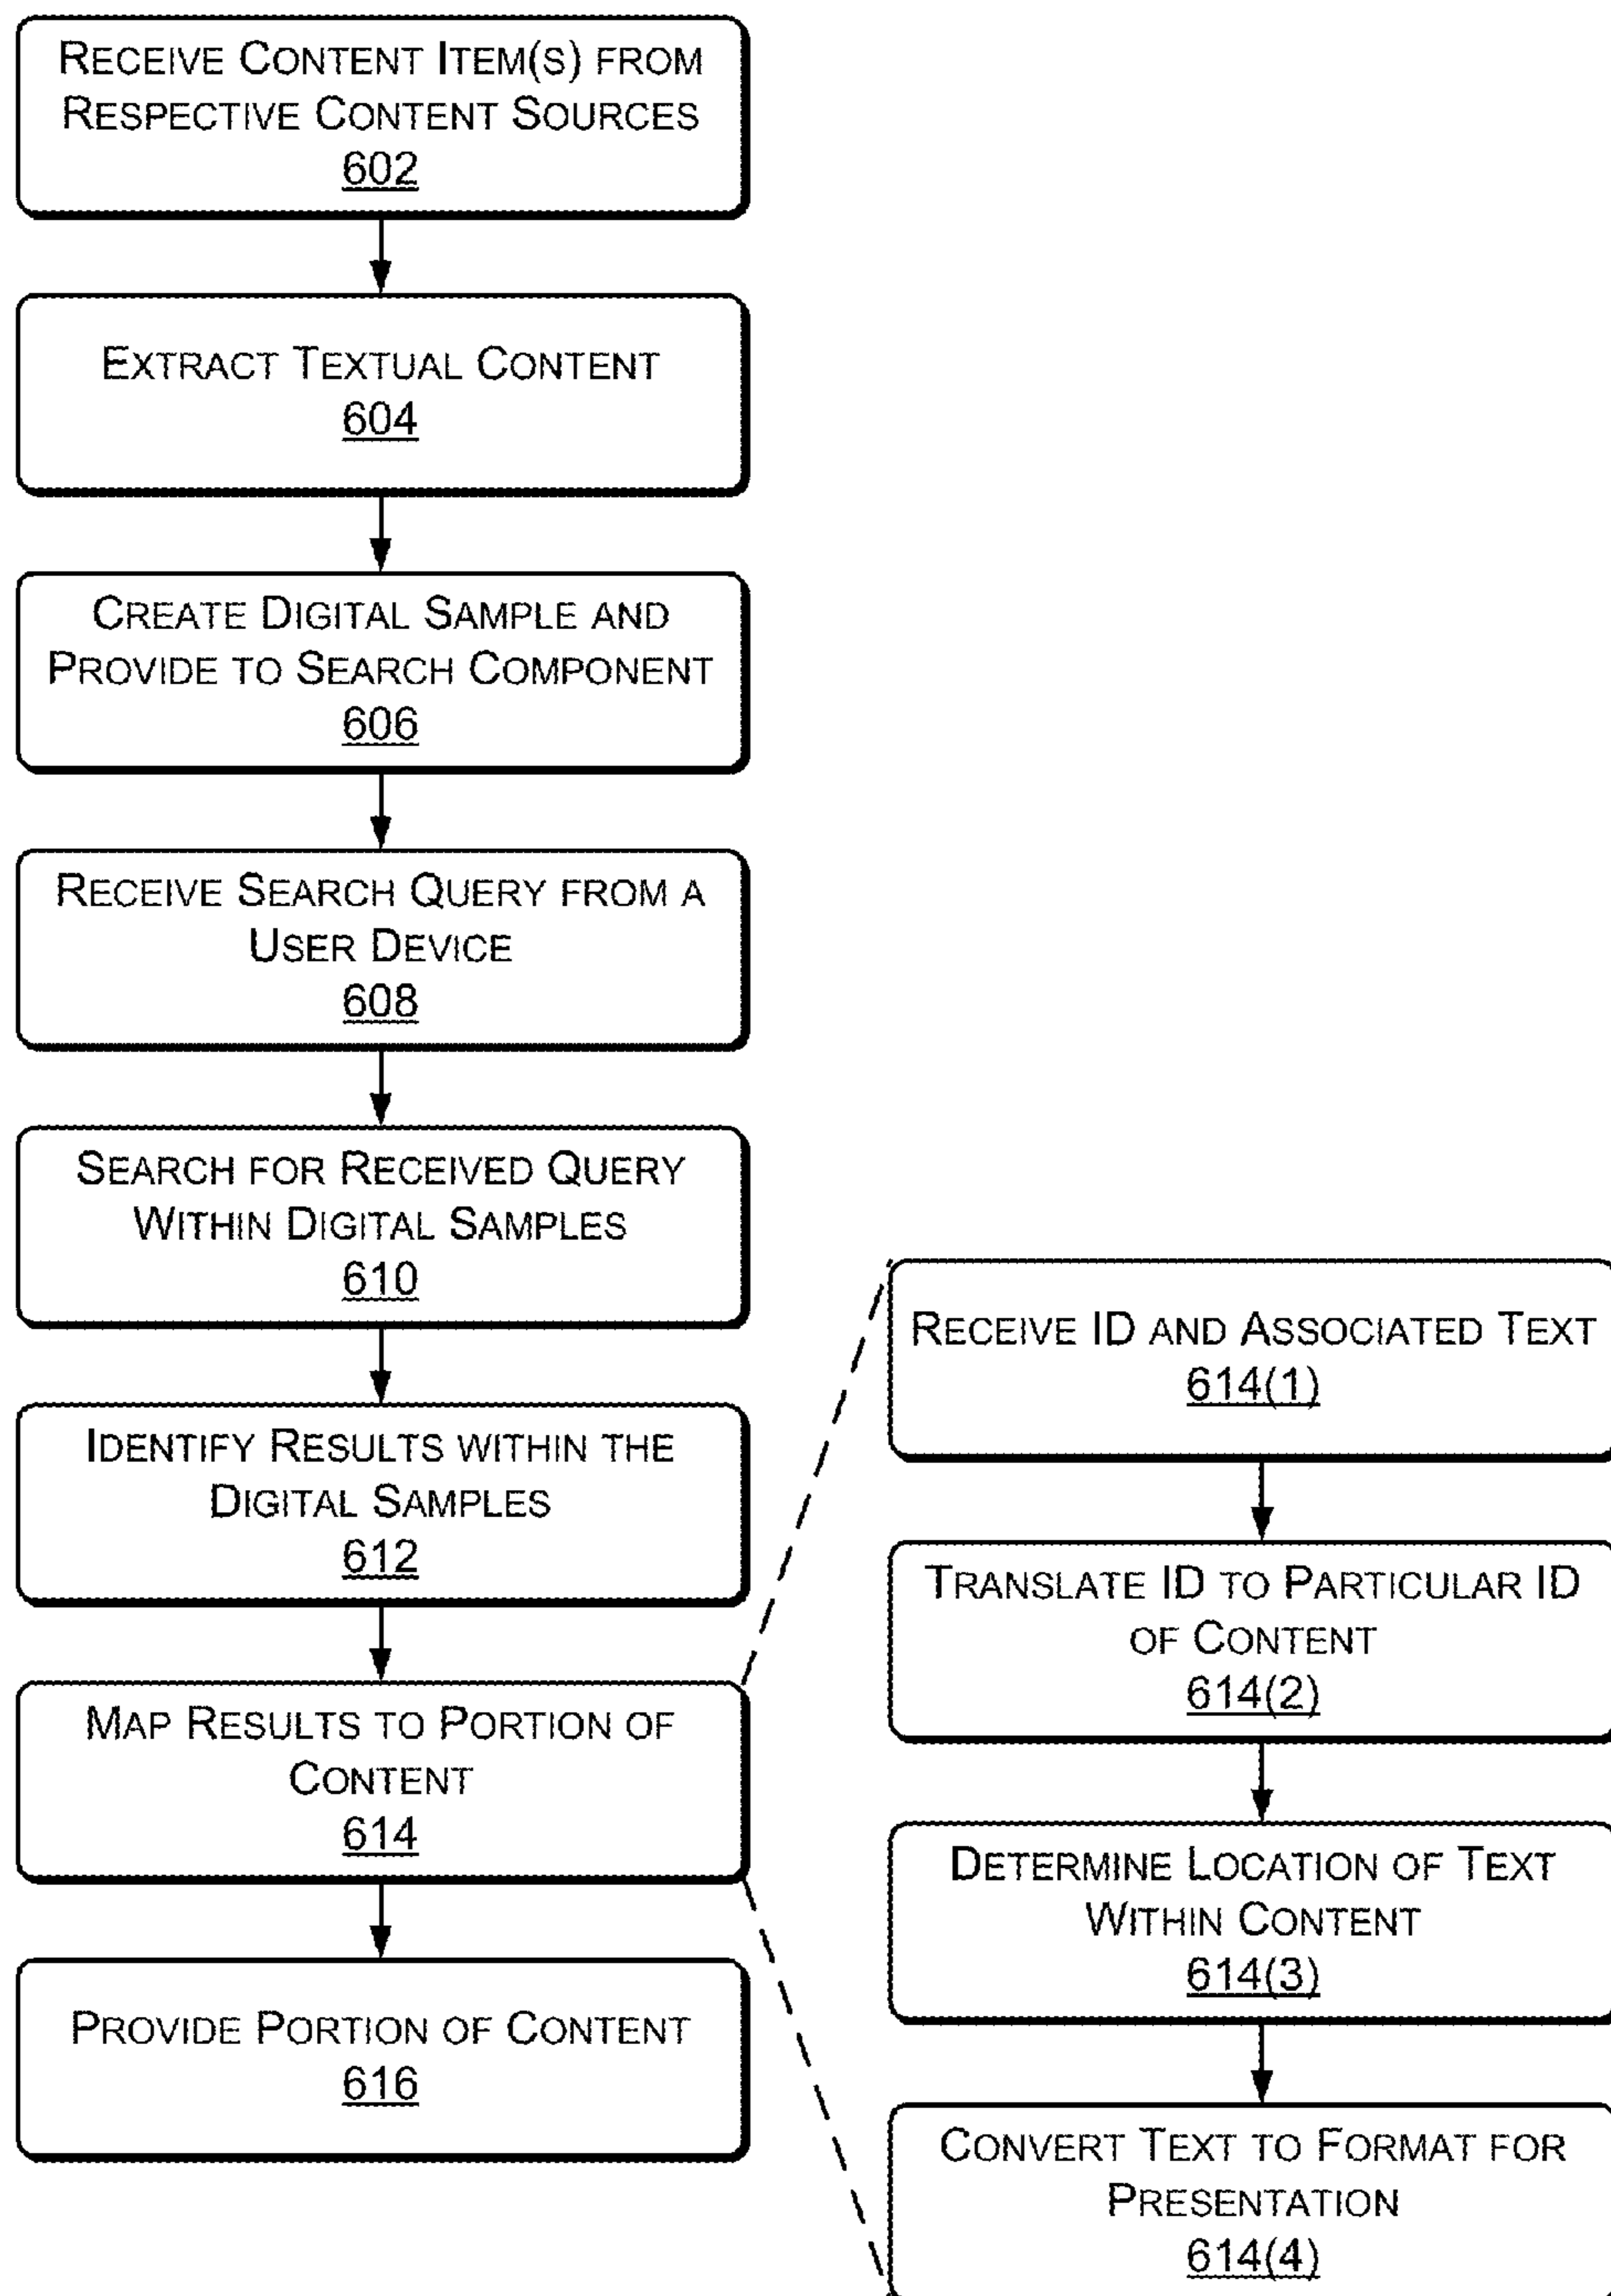 RECEIVE CONTENT ITEM(S) FROM
RESPECTIVE CONTENT SOURCES
602
EXTRACT TEXTUAL CONTENT
604
CREATE DIGITAL SAMPLE AND
PROVIDE TO SEARCH COMPONENT
606
RECEIVE SEARCH QUERY FROM A
USER DEVICE
608
SEARCH FOR RECEIVED QUERY
WITHIN DIGITAL SAMPLES
610
IDENTIFY RESULTS WITHIN THE
DIGITAL SAMPLES
612
MAP RESULTS TO PORTION OF
CONTENT
614
PROVIDE PORTION OF CONTENT
616
RECEIVE ID AND ASSOCIATED TEXT
614(1)
TRANSLATE ID TO PARTICULAR ID
OF CONTENT
614(2)
DETERMINE LOCATION OF TEXT
WITHIN CONTENT
614(3)
CONVERT TEXT TO FORMAT FOR
PRESENTATION
614(4)